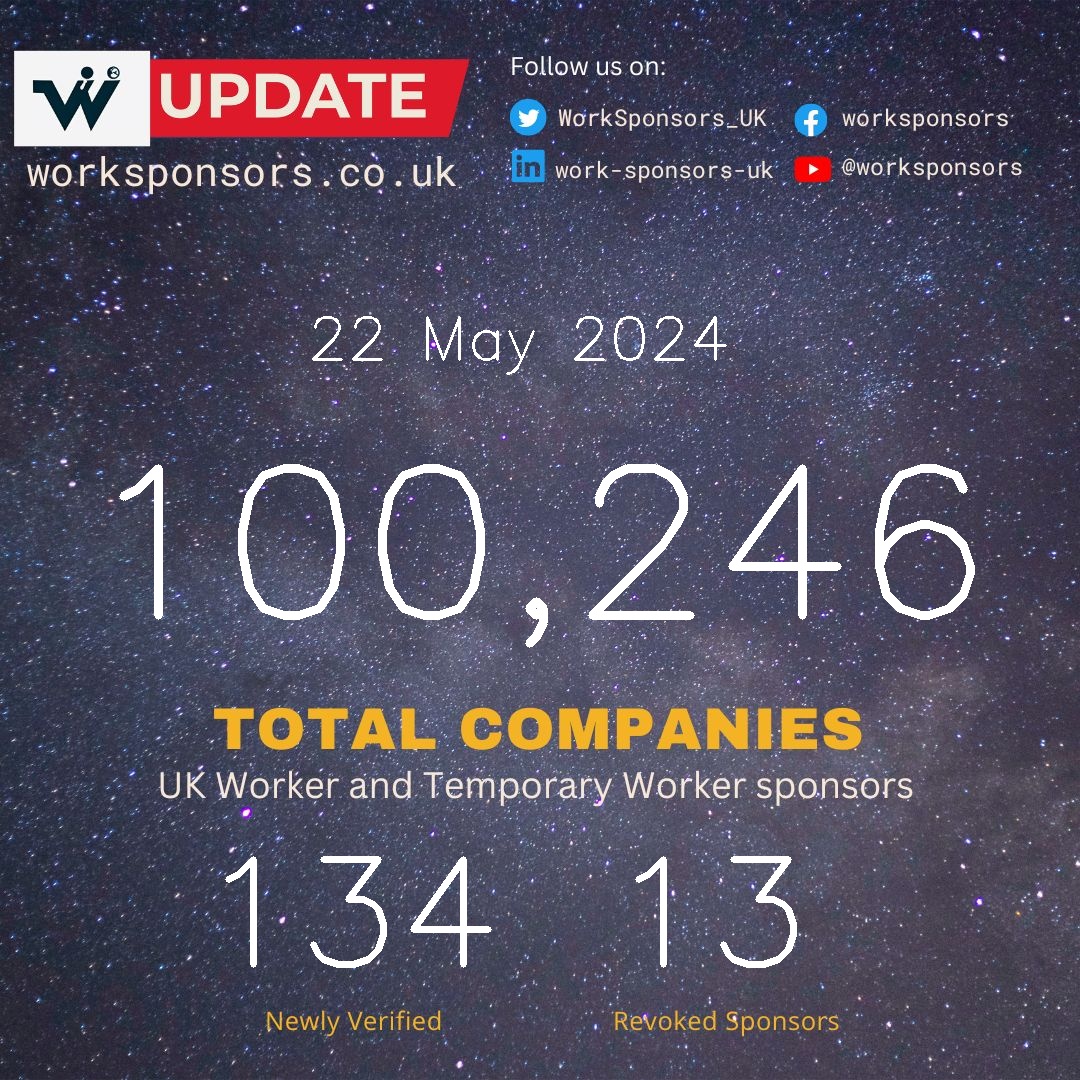 UPDATE
worksponsors.co.uk
Follow us on:
WorkSponsors_UK
worksponsors
work-sponsors-uk
@worksponsors
22 May 2024
100,246
TOTAL COMPANIES
UK Worker and Temporary Worker sponsors
134 13
Newly Verified Revoked Sponsors